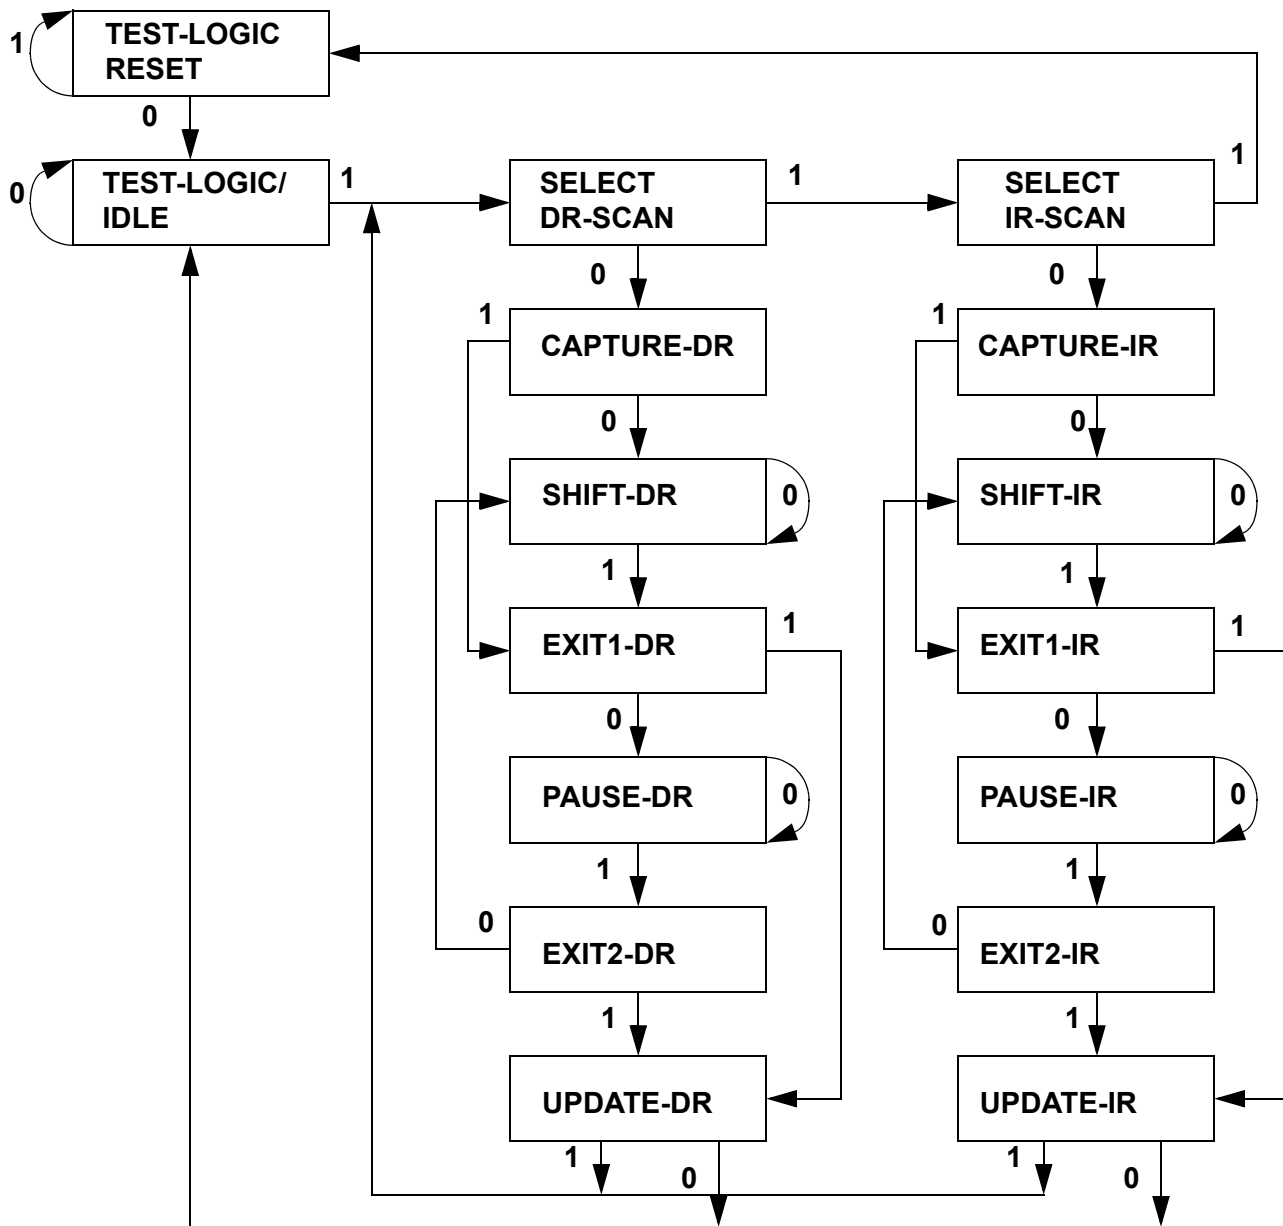 1
TEST-LOGIC
RESET
0
0
TEST-LOGIC/
IDLE
1
SELECT
DR-SCAN
1
SELECT
IR-SCAN
1
0
0
1
CAPTURE-DR
1
CAPTURE-IR
0
0
SHIFT-DR
0
SHIFT-IR
0
1
1
EXIT1-DR
1
EXIT1-IR
1
0
0
PAUSE-DR
0
PAUSE-IR
0
1
1
0
EXIT2-DR
0
EXIT2-IR
1
1
UPDATE-DR
UPDATE-IR
1
0
1
0